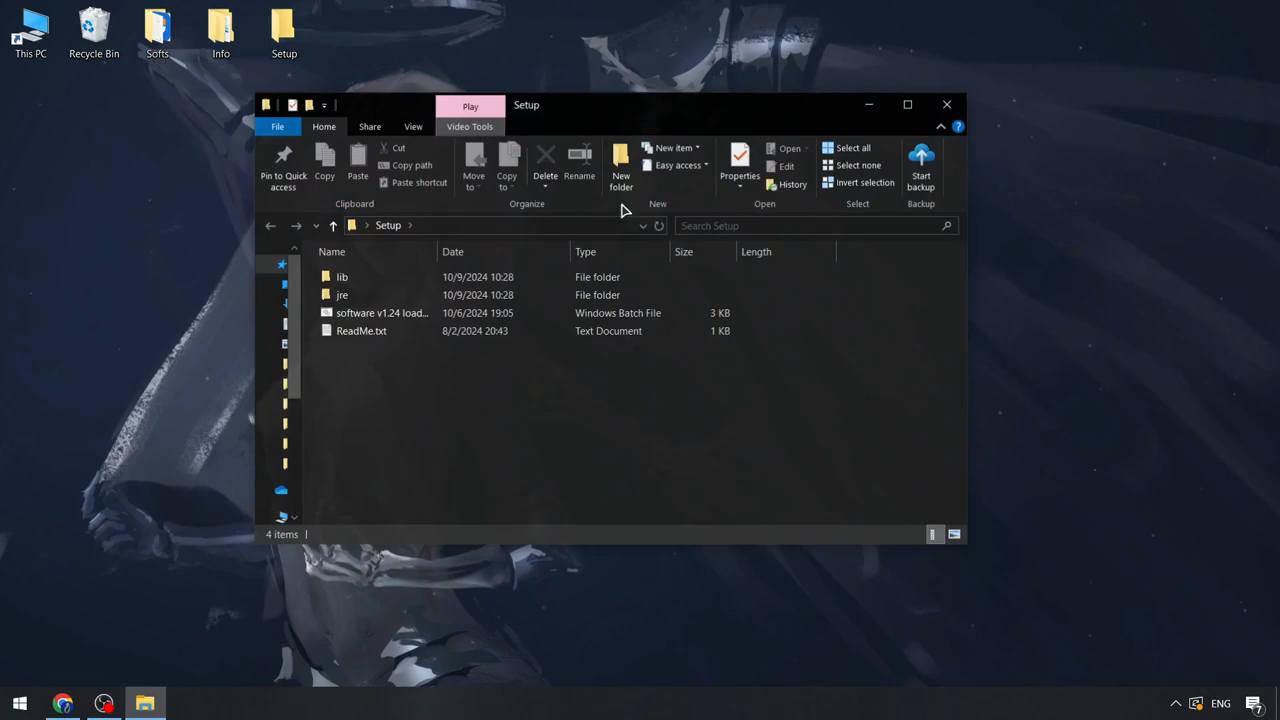 This PC
Recycle Bin
Softs
Info
Setup
Play
Setup
File
Home
Share
View
Video Tools
Pin to Quick access
Copy
Paste
Cut
Copy path
Paste shortcut
Clipboard
Move to
Copy to
Delete
Rename
Organize
New folder
New item
Easy access
New
Properties
Open
Edit
History
Open
Select all
Select none
Invert selection
Select
Start backup
Backup
Setup
Search Setup
Name Date Type Size Length
lib 10/9/2024 10:28 File folder
jre 10/9/2024 10:28 File folder
software v1.24 load... 10/6/2024 19:05 Windows Batch File 3 KB
ReadMe.txt 8/2/2024 20:43 Text Document 1 KB
4 items
ENG
7